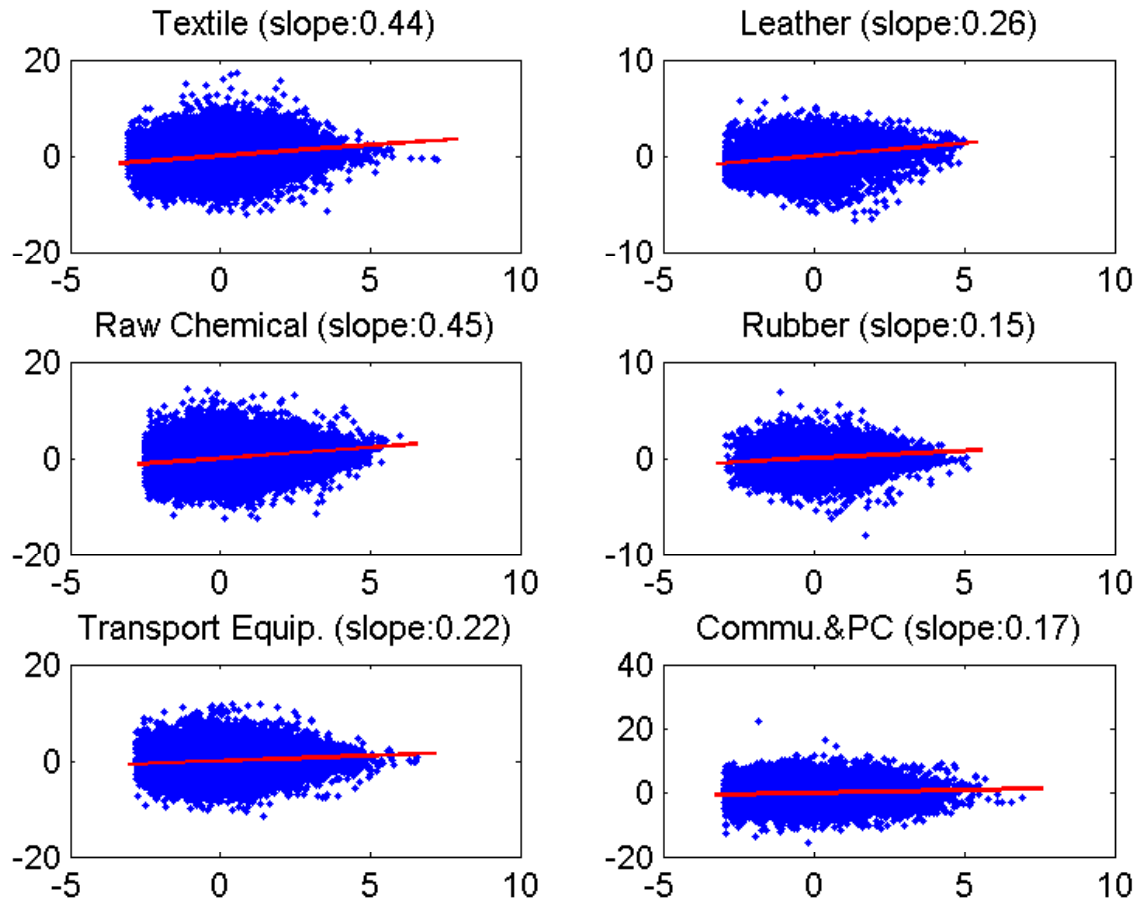 Textile (slope:0.44)
20
0
-20
-5 0 5 10
Leather (slope:0.26)
10
0
-10
-5 0 5 10
Raw Chemical (slope:0.45)
20
0
-20
-5 0 5 10
Rubber (slope:0.15)
10
0
-10
-5 0 5 10
Transport Equip. (slope:0.22)
20
0
-20
-5 0 5 10
Commu.&PC (slope:0.17)
40
20
0
-20
-5 0 5 10